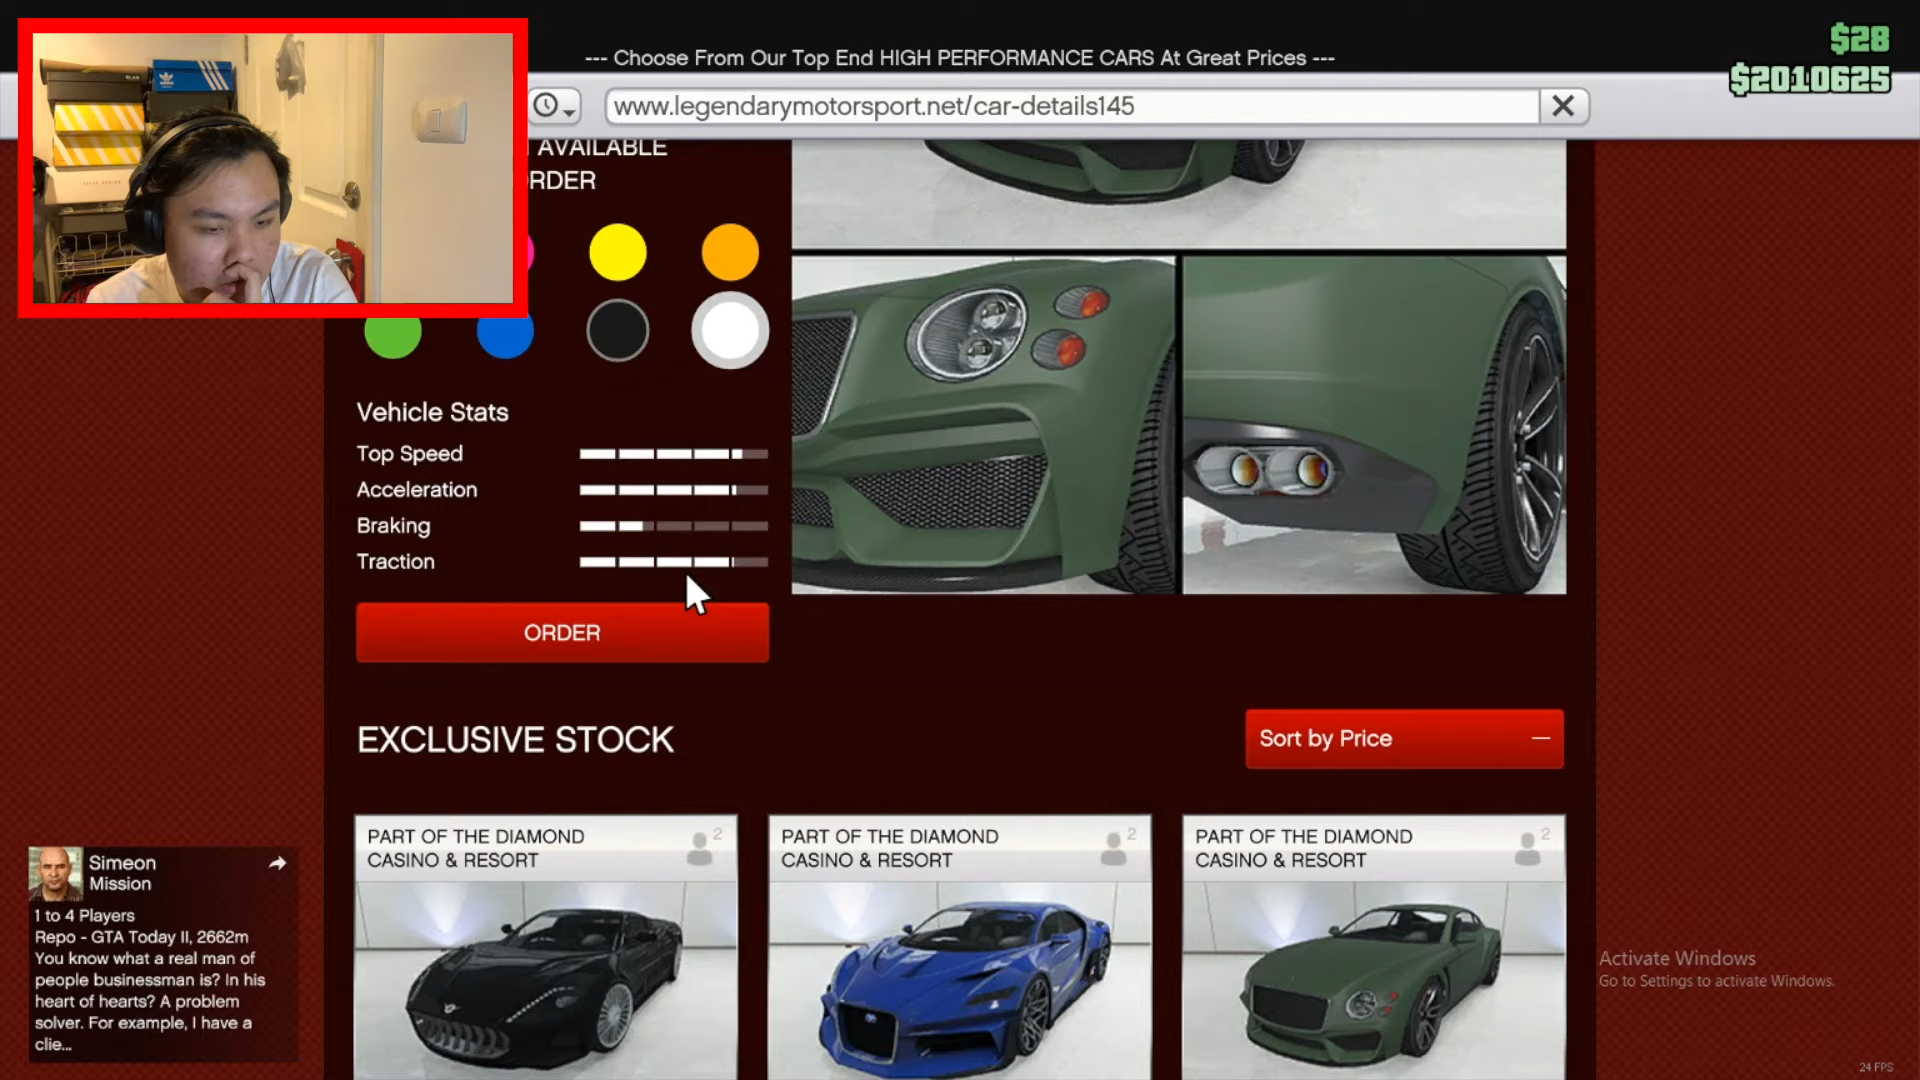 --- Choose From Our Top End HIGH PERFORMANCE CARS At Great Prices ---
$28
$2010625
www.legendarymotorsport.net/car-details145
AVAILABLE
RDER
Vehicle Stats
Top Speed
Acceleration
Braking
Traction
ORDER
EXCLUSIVE STOCK
Sort by Price
PART OF THE DIAMOND
CASINO & RESORT
2
PART OF THE DIAMOND
CASINO & RESORT
2
PART OF THE DIAMOND
CASINO & RESORT
2
Simeon
Mission
1 to 4 Players
Repo - GTA Today II, 2662m
You know what a real man of
people businessman is? In his
heart of hearts? A problem
solver. For example, I have a
clie...
Activate Windows
Go to Settings to activate Windows.
24 FPS